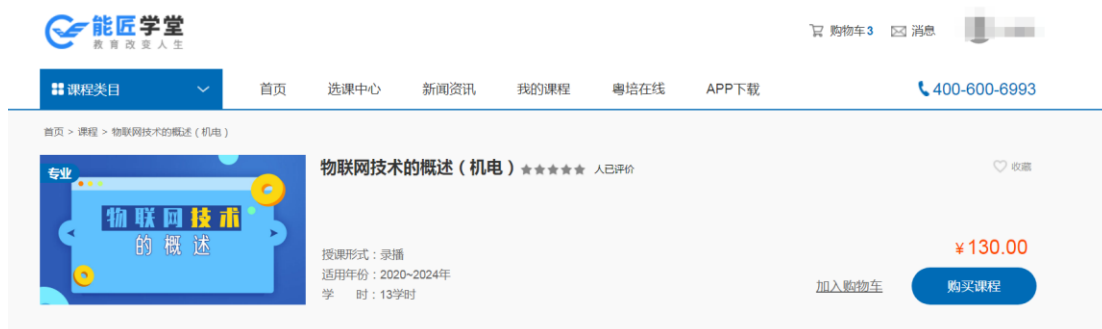 能匠学堂
教育改变人生
购物车3 消息
课程类目 首页 选课中心 新闻资讯 我的课程 粤培在线 APP下载 400-600-6993
首页 > 课程 > 物联网技术的概述（机电）
专业
物联网技术
的概述
物联网技术的概述（机电） 人已评价
收藏
授课形式：录播
适用年份：2020~2024年
学 时：13学时
¥130.00
加入购物车 购买课程